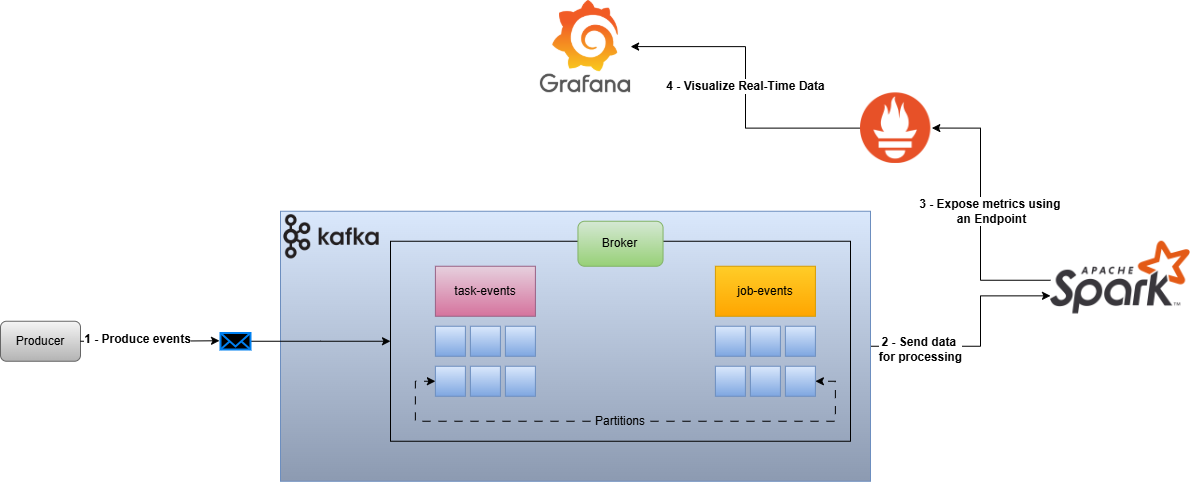 Grafana
4 - Visualize Real-Time Data
3 - Expose metrics using
an Endpoint
kafka
Broker
task-events
job-events
APACHE
Spark™
Producer
1 - Produce events
2 - Send data
for processing
Partitions